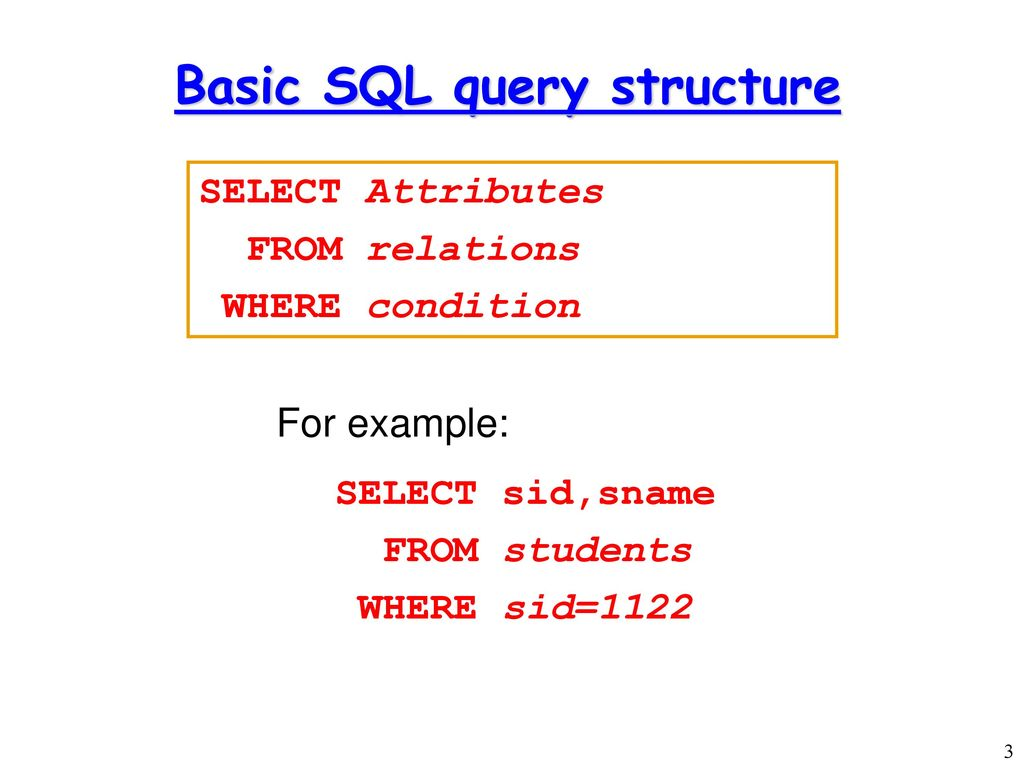 Basic SQL query structure
SELECT Attributes
FROM relations
WHERE condition
For example:
SELECT sid,sname
FROM students
WHERE sid=1122
3